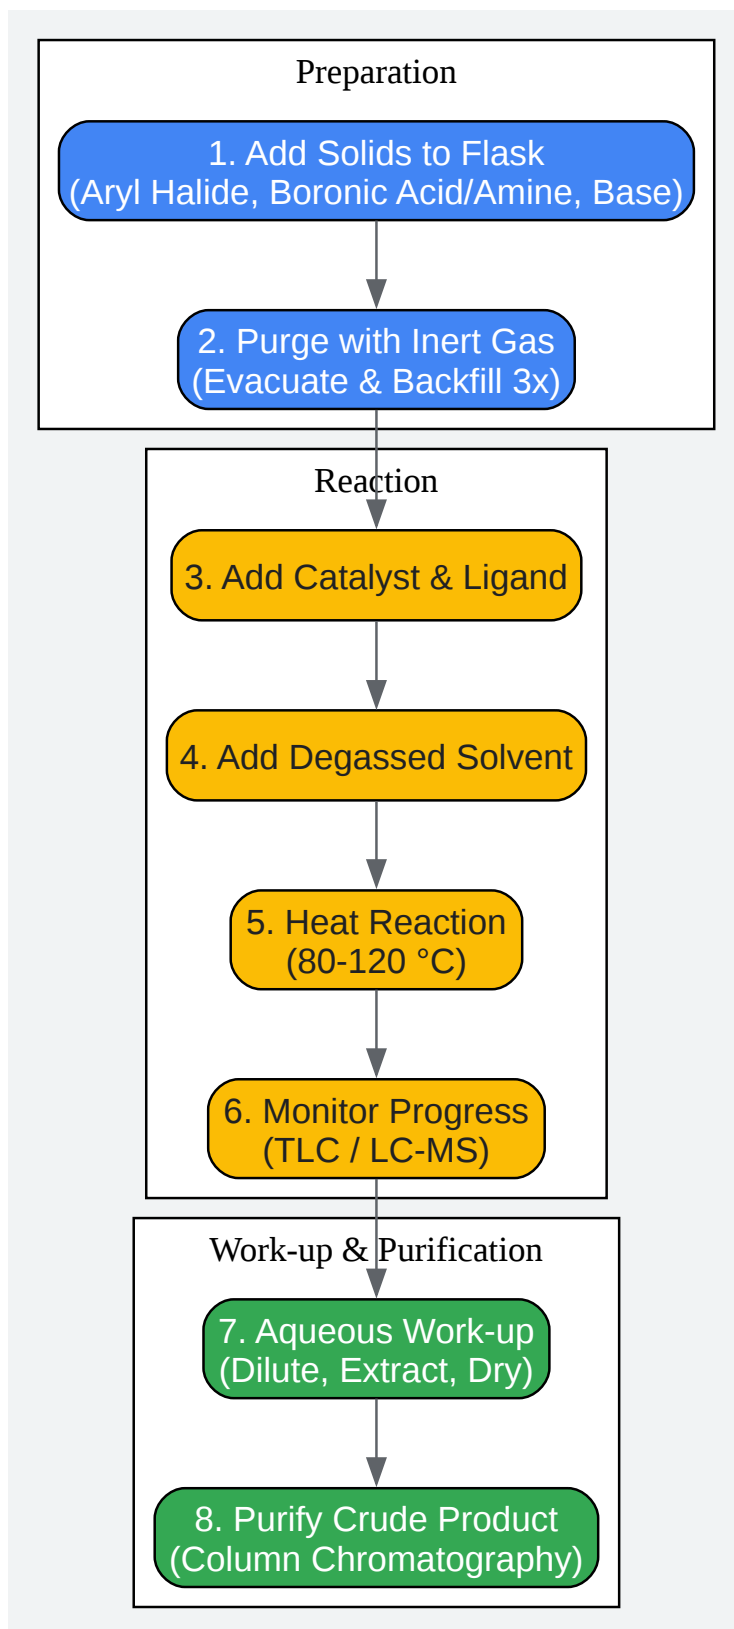 Preparation
1. Add Solids to Flask
(Aryl Halide, Boronic Acid/Amine, Base)
2. Purge with Inert Gas
(Evacuate & Backfill 3x)
Reaction
3. Add Catalyst & Ligand
4. Add Degassed Solvent
5. Heat Reaction
(80-120 °C)
6. Monitor Progress
(TLC / LC-MS)
Work-up & Purification
7. Aqueous Work-up
(Dilute, Extract, Dry)
8. Purify Crude Product
(Column Chromatography)